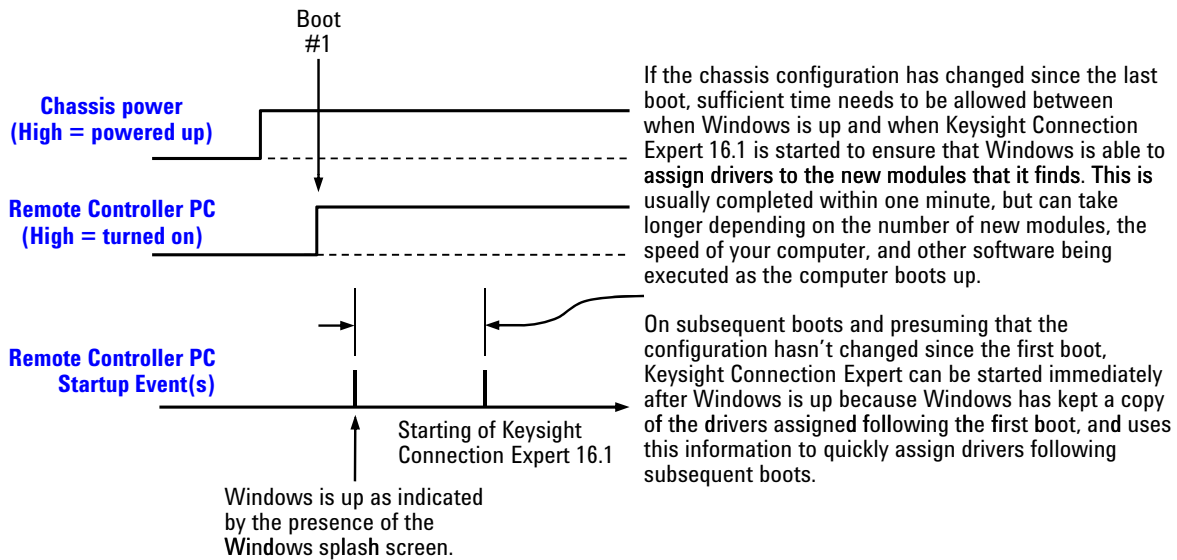 Boot
#1
Chassis power
(High = powered up)
Remote Controller PC
(High = turned on)
Remote Controller PC
Startup Event(s)
Starting of Keysight
Connection Expert 16.1
Windows is up as indicated
by the presence of the
Windows splash screen.
If the chassis configuration has changed since the last
boot, sufficient time needs to be allowed between
when Windows is up and when Keysight Connection
Expert 16.1 is started to ensure that Windows is able to
assign drivers to the new modules that it finds. This is
usually completed within one minute, but can take
longer depending on the number of new modules, the
speed of your computer, and other software being
executed as the computer boots up.
On subsequent boots and presuming that the
configuration hasn't changed since the first boot,
Keysight Connection Expert can be started immediately
after Windows is up because Windows has kept a copy
of the drivers assigned following the first boot, and uses
this information to quickly assign drivers following
subsequent boots.